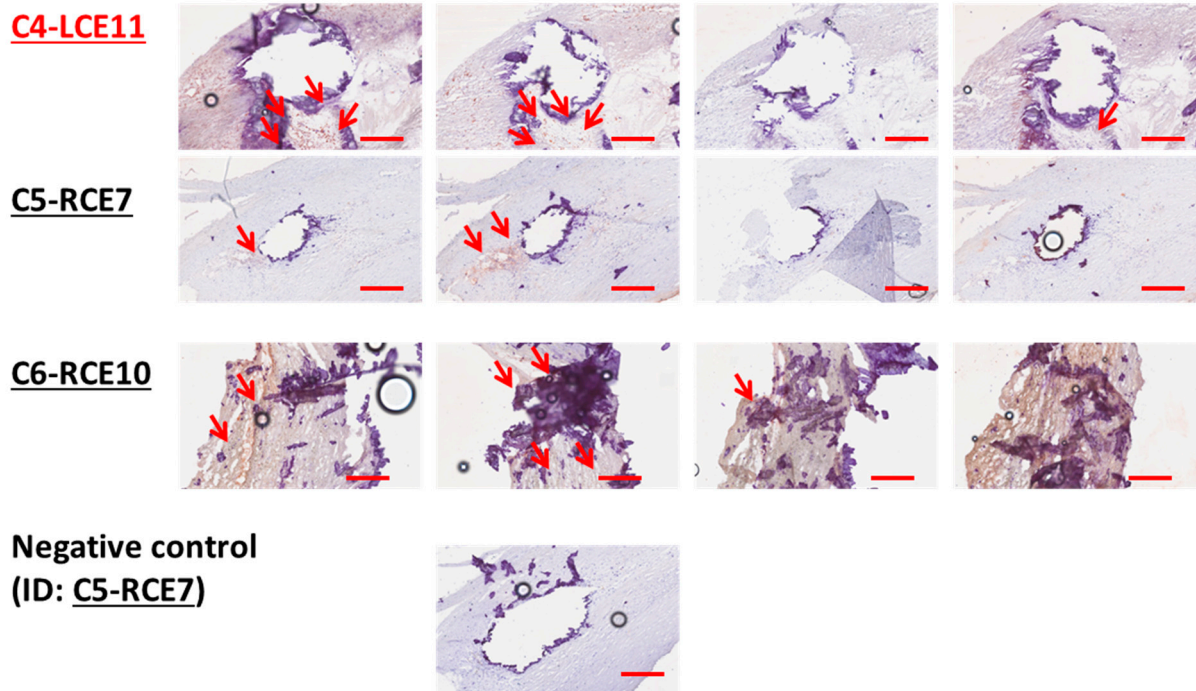 C4-LCE11
C5-RCE7
C6-RCE10
Negative control
(ID: C5-RCE7)